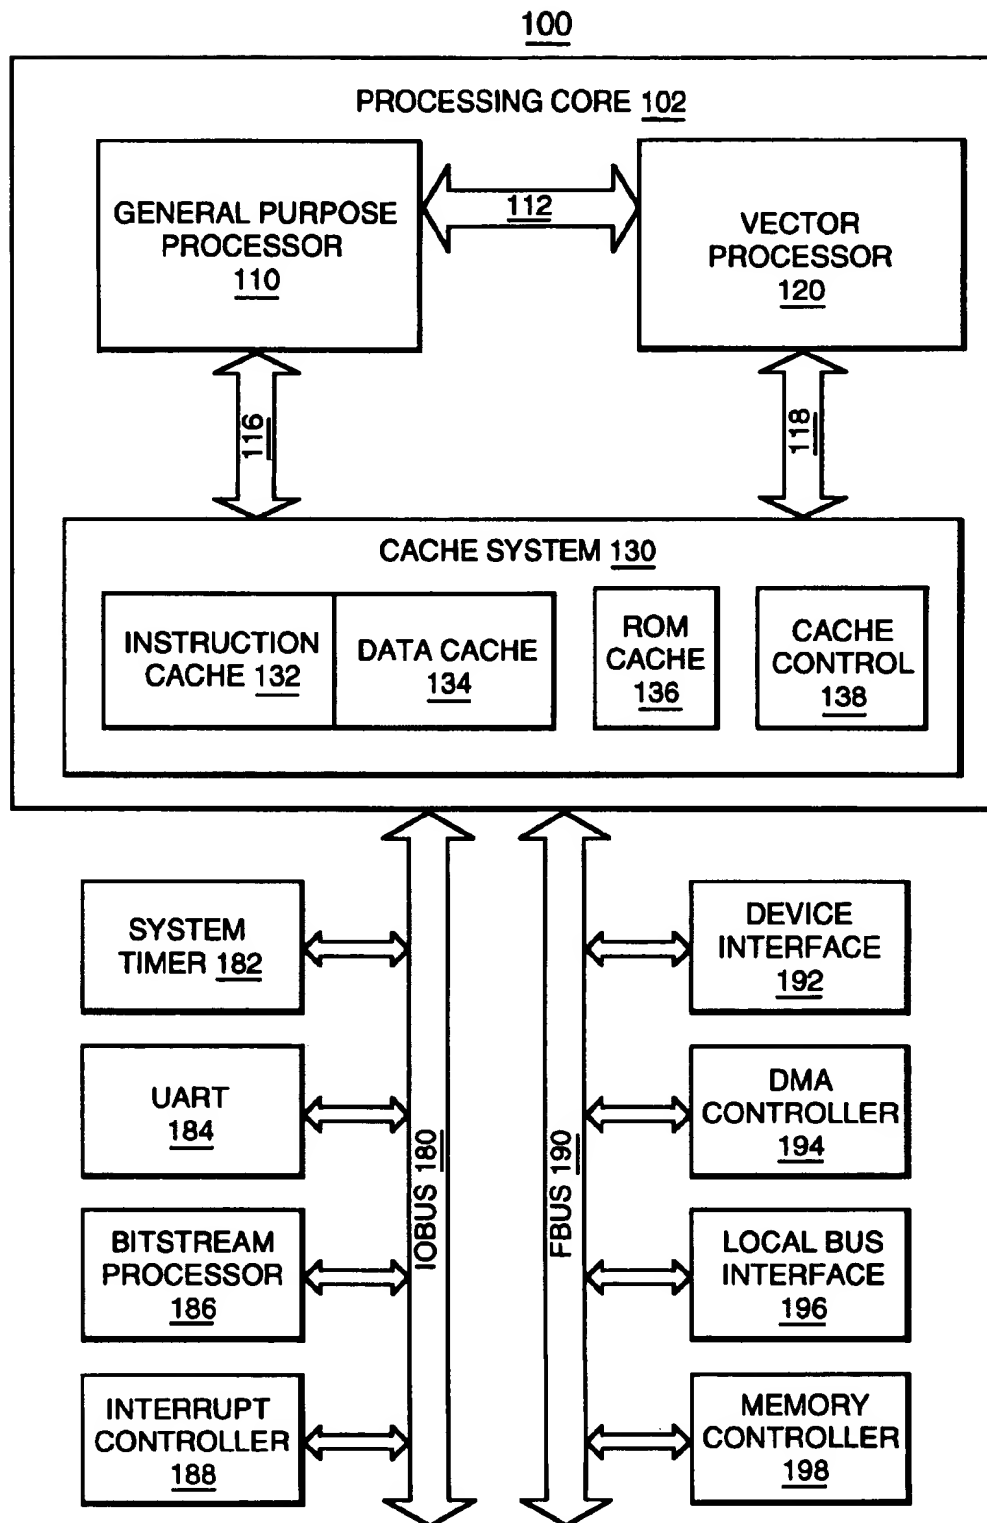 100
PROCESSING CORE 102
GENERAL PURPOSE
PROCESSOR
110
112
VECTOR
PROCESSOR
120
116
118
CACHE SYSTEM 130
INSTRUCTION
CACHE 132
DATA CACHE
134
ROM
CACHE
136
CACHE
CONTROL
138
SYSTEM
TIMER 182
UART
184
BITSTREAM
PROCESSOR
186
INTERRUPT
CONTROLLER
188
IOBUS 180
FBUS 190
DEVICE
INTERFACE
192
DMA
CONTROLLER
194
LOCAL BUS
INTERFACE
196
MEMORY
CONTROLLER
198